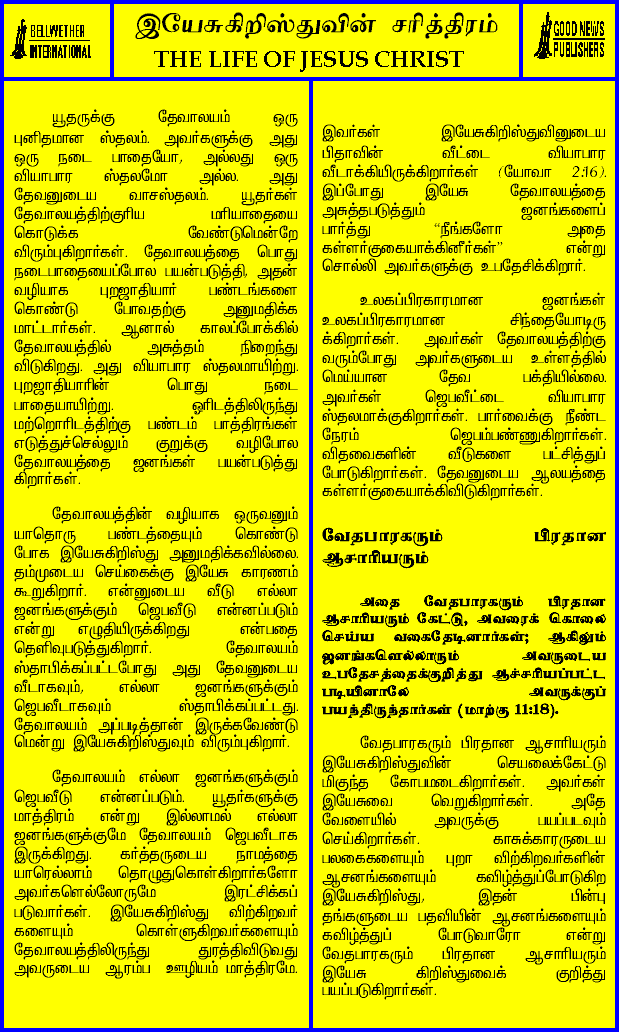 BELLWETHER
INTERNATIONAL
இயேசுகிறிஸ்துவின் சரித்திரம்
THE LIFE OF JESUS CHRIST
GOOD NEWS
PUBLISHERS
யூதருக்கு தேவாலயம் ஒரு
புனிதமான ஸ்தலம். அவர்களுக்கு அது
ஒரு நடை பாதையோ, அல்லது ஒரு
வியாபார ஸ்தலமோ அல்ல. அது
தேவனுடைய வாசஸ்தலம். யூதர்கள்
தேவாலயத்திற்குரிய மரியாதையை
கொடுக்க வேண்டுமென்றே
விரும்புகிறார்கள். தேவாலயத்தை பொது
நடைபாதையைப்போல பயன்படுத்தி, அதன்
வழியாக புறஜாதியார் பண்டங்களை
கொண்டு போவதற்கு அனுமதிக்க
மாட்டார்கள். ஆனால் காலப்போக்கில்
தேவாலயத்தில் அசுத்தம் நிறைந்து
விடுகிறது. அது வியாபார ஸ்தலமாயிற்று.
புறஜாதியாரின் பொது நடை
பாதையாயிற்று. ஓரிடத்திலிருந்து
மற்றொரிடத்திற்கு பண்டம் பாத்திரங்கள்
எடுத்துச்செல்லும் குறுக்கு வழிபோல
தேவாலயத்தை ஜனங்கள் பயன்படுத்து
கிறார்கள்.
தேவாலயத்தின் வழியாக ஒருவனும்
யாதொரு பண்டத்தையும் கொண்டு
போக இயேசுகிறிஸ்து அனுமதிக்கவில்லை.
தம்முடைய செய்கைக்கு இயேசு காரணம்
கூறுகிறார். என்னுடைய வீடு எல்லா
ஜனங்களுக்கும் ஜெபவீடு என்னப்படும்
என்று எழுதியிருக்கிறது என்பதை
தெளிவுபடுத்துகிறார். தேவாலயம்
ஸ்தாபிக்கப்பட்டபோது அது தேவனுடைய
வீடாகவும், எல்லா ஜனங்களுக்கும்
ஜெபவீடாகவும் ஸ்தாபிக்கப்பட்டது.
தேவாலயம் அப்படித்தான் இருக்கவேண்டு
மென்று இயேசுகிறிஸ்துவும் விரும்புகிறார்.
தேவாலயம் எல்லா ஜனங்களுக்கும்
ஜெபவீடு என்னப்படும். யூதர்களுக்கு
மாத்திரம் என்று இல்லாமல் எல்லா
ஜனங்களுக்குமே தேவாலயம் ஜெபவீடாக
இருக்கிறது. கர்த்தருடைய நாமத்தை
யாரெல்லாம் தொழுதுகொள்கிறார்களோ
அவர்களெல்லோருமே இரட்சிக்கப்
படுவார்கள். இயேசுகிறிஸ்து விற்கிறவர்
களையும் கொள்ளுகிறவர்களையும்
தேவாலயத்திலிருந்து துரத்திவிடுவது
அவருடைய ஆரம்ப ஊழியம் மாத்திரமே.
இவர்கள் இயேசுகிறிஸ்துவினுடைய
பிதாவின் வீட்டை வியாபார
வீடாக்கியிருக்கிறார்கள் (யோவா 2:16).
இப்போது இயேசு தேவாலயத்தை
அசுத்தபடுத்தும் ஜனங்களைப்
பார்த்து “நீங்களோ அதை
கள்ளர்குகையாக்கினீர்கள்” என்று
சொல்லி அவர்களுக்கு உபதேசிக்கிறார்.
உலகப்பிரகாரமான ஜனங்கள்
உலகப்பிரகாரமான சிந்தையோடிரு
க்கிறார்கள். அவர்கள் தேவாலயத்திற்கு
வரும்போது அவர்களுடைய உள்ளத்தில்
மெய்யான தேவ பக்தியில்லை.
அவர்கள் ஜெபவீட்டை வியாபார
ஸ்தலமாக்குகிறார்கள். பார்வைக்கு நீண்ட
நேரம் ஜெபம்பண்ணுகிறார்கள்.
விதவைகளின் வீடுகளை பட்சித்துப்
போடுகிறார்கள். தேவனுடைய ஆலயத்தை
கள்ளர்குகையாக்கிவிடுகிறார்கள்.
வேதபாரகரும் பிரதான
ஆசாரியரும்
அதை வேதபாரகரும் பிரதான
ஆசாரியரும் கேட்டு, அவரைக் கொலை
செய்ய வகைதேடினார்கள்; ஆகிலும்
ஜனங்களெல்லாரும் அவருடைய
உபதேசத்தைக்குறித்து ஆச்சரியப்பட்ட
படியினாலே அவருக்குப்
பயந்திருந்தார்கள் (மாற்கு 11:18).
வேதபாரகரும் பிரதான ஆசாரியரும்
இயேசுகிறிஸ்துவின் செயலைக்கேட்டு
மிகுந்த கோபமடைகிறார்கள். அவர்கள்
இயேசுவை வெறுகிறார்கள். அதே
வேளையில் அவருக்கு பயப்படவும்
செய்கிறார்கள். காசுக்காரருடைய
பலகைகளையும் புறா விற்கிறவர்களின்
ஆசனங்களையும் கவிழ்த்துப்போடுகிற
இயேசுகிறிஸ்து, இதன் பின்பு
தங்களுடைய பதவியின் ஆசனங்களையும்
கவிழ்த்துப் போடுவாரோ என்று
வேதபாரகரும் பிரதான ஆசாரியரும்
இயேசு கிறிஸ்துவைக் குறித்து
பயப்படுகிறார்கள்.